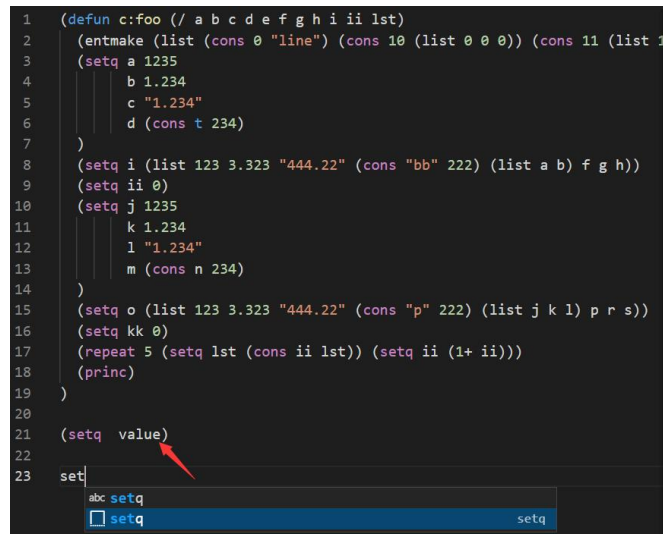 1 (defun c:foo (/ a b c d e f g h i ii lst)
2 (entmake (list (cons 0 "line") (cons 10 (list 0 0 0)) (cons 11 (list 1
3 (setq a 1235
4 b 1.234
5 c "1.234"
6 d (cons t 234)
7 )
8 (setq i (list 123 3.323 "444.22" (cons "bb" 222) (list a b) f g h))
9 (setq ii 0)
10 (setq j 1235
11 k 1.234
12 l "1.234"
13 m (cons n 234)
14 )
15 (setq o (list 123 3.323 "444.22" (cons "p" 222) (list j k l) p r s))
16 (setq kk 0)
17 (repeat 5 (setq lst (cons ii lst)) (setq ii (1+ ii)))
18 (princ)
19 )
20
21 (setq  value)
22
23 set
abc setq
setq setq